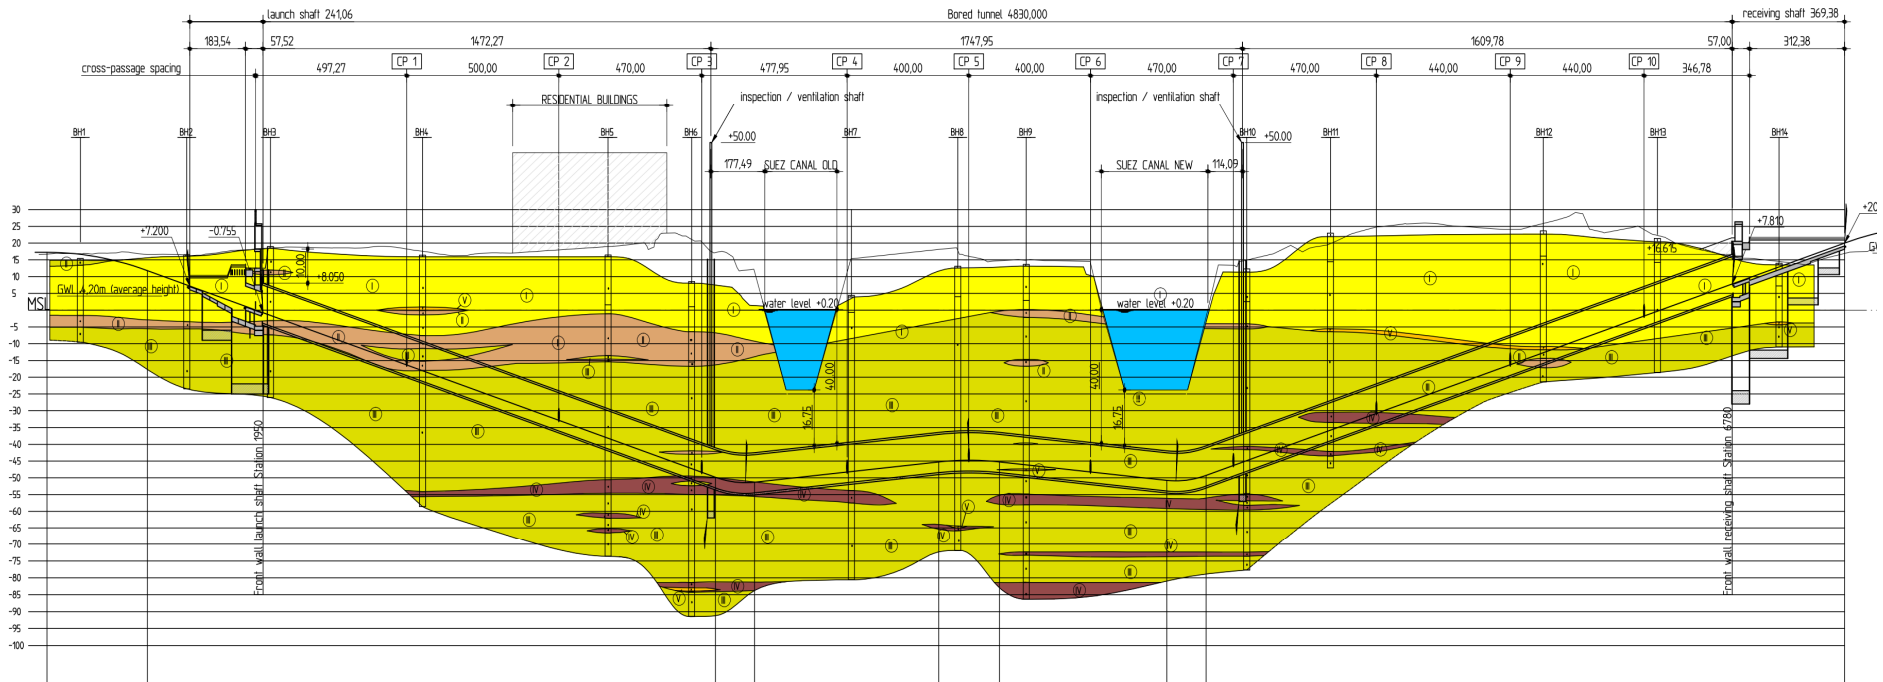 launch shaft 241,06
Bored tunnel 4830,000
receiving shaft 369,38
183,54
57,52
1472,27
1747,95
1609,78
57,00
312,38
cross-passage spacing
497,27
CP 1
500,00
CP 2
470,00
CP 3
477,95
CP 4
400,00
CP 5
400,00
CP 6
470,00
CP 7
470,00
CP 8
440,00
CP 9
440,00
CP 10
346,78
RESIDENTIAL BUILDINGS
inspection / ventilation shaft
inspection / ventilation shaft
BH1
BH2
BH3
BH4
BH5
BH6
+50.00
BH7
BH8
BH9
BH10
+50.00
BH11
BH12
BH13
BH14
177,49
SUEZ CANAL OLD
SUEZ CANAL NEW
114,09
30
25
20
15
10
5
MSL
-5
-10
-15
-20
-25
-30
-35
-40
-45
-50
-55
-60
-65
-70
-75
-80
-85
-90
-95
-100
+7.200
-0.755
10,00
+8.050
+7.810
+20
+16.615
GWL 4,20m (average height)
water level +0.20
water level +0.20
40,00
16,75
40,00
16,75
Front wall launch shaft Station 1950
Front wall receiving shaft Station 6780